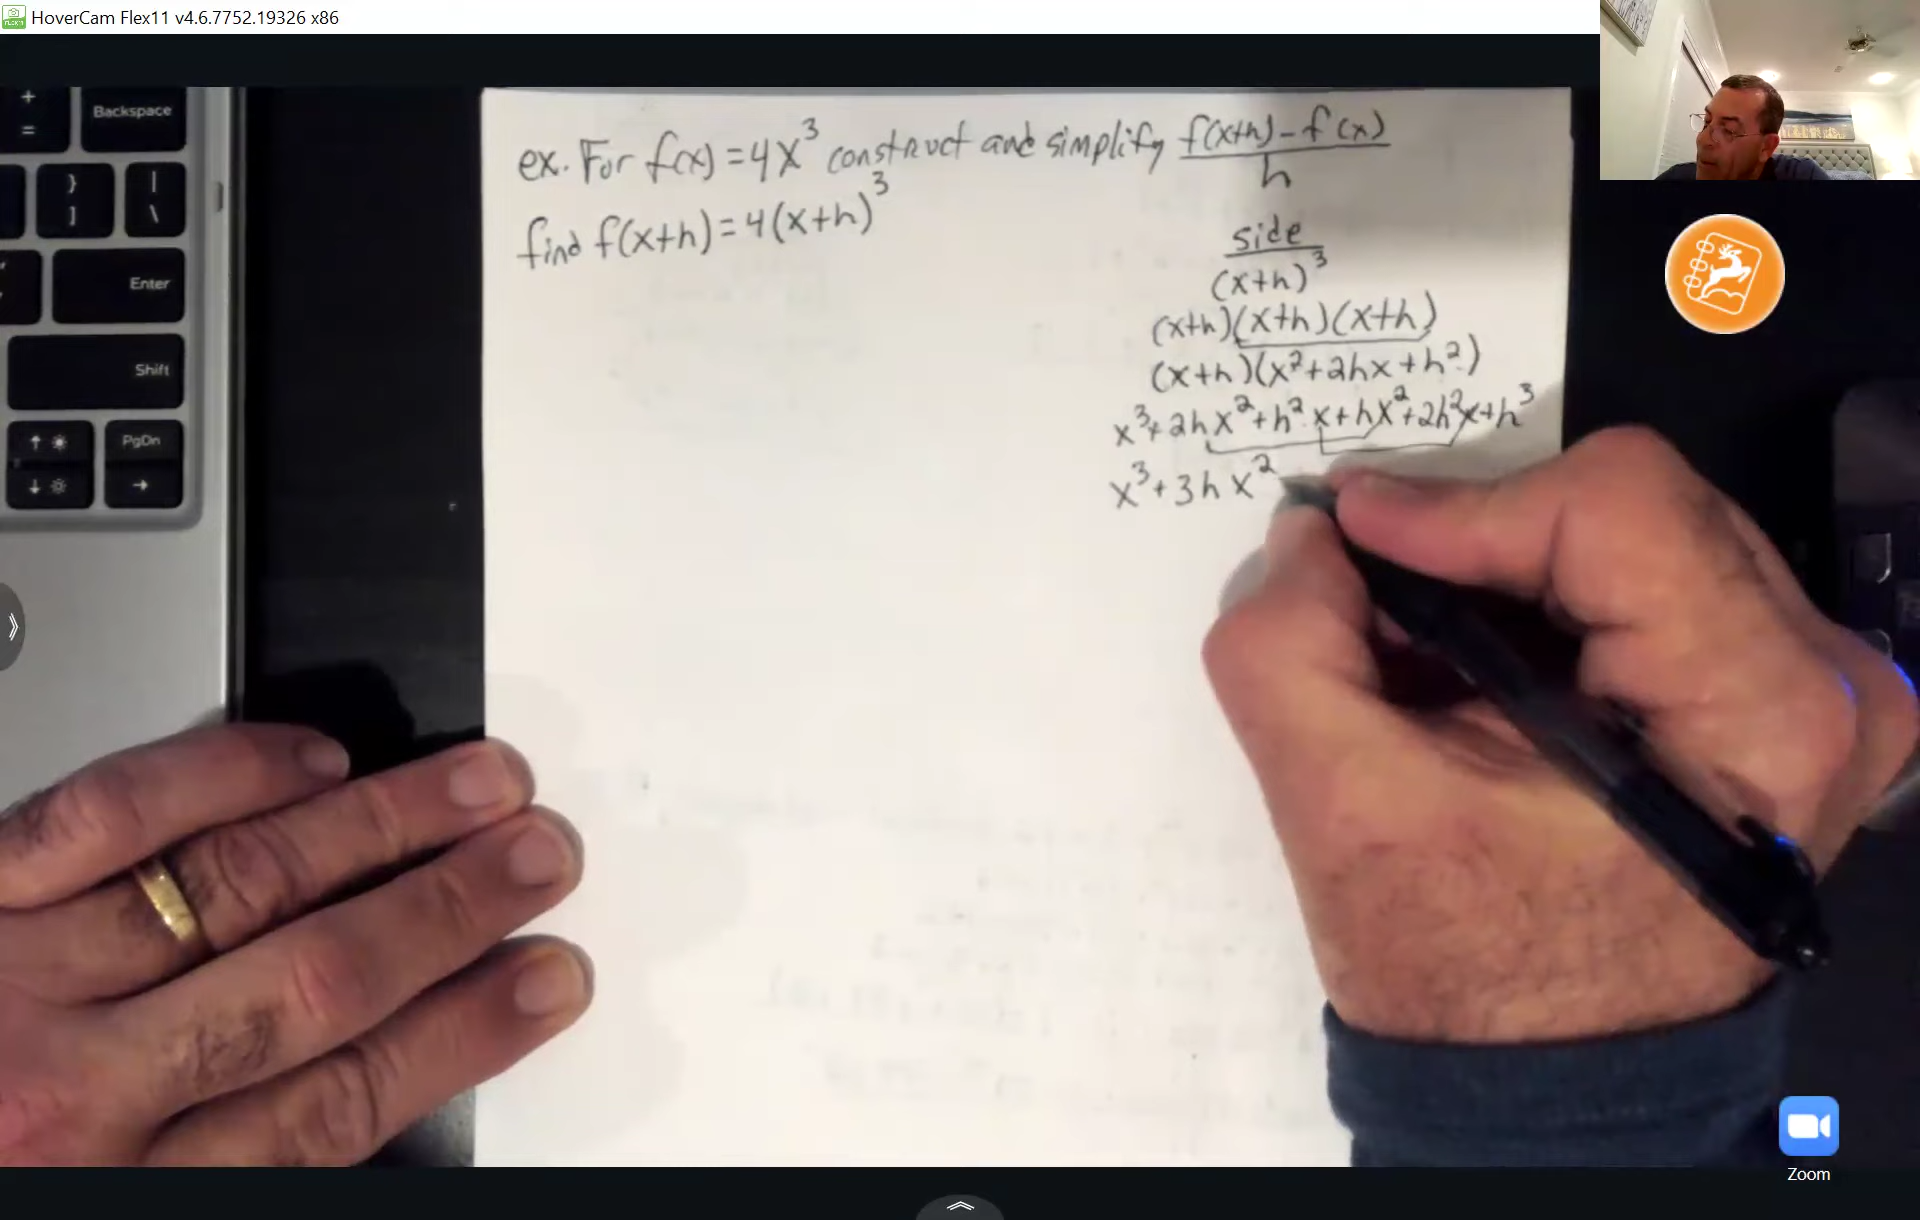 HoverCam Flex11 v4.6.7752.19326 x86
+
=
Backspace
}
]
|
\
Enter
Shift
PgDn
ex. For f(x) = 4x³ construct and simplify f(x+h) - f(x) / h
find f(x+h) = 4(x+h)³
side
(x+h)³
(x+h)(x+h)(x+h)
(x+h)(x²+2hx+h²)
x³+2hx²+h²x+hx²+2h²x+h³
x³+3hx²
Zoom